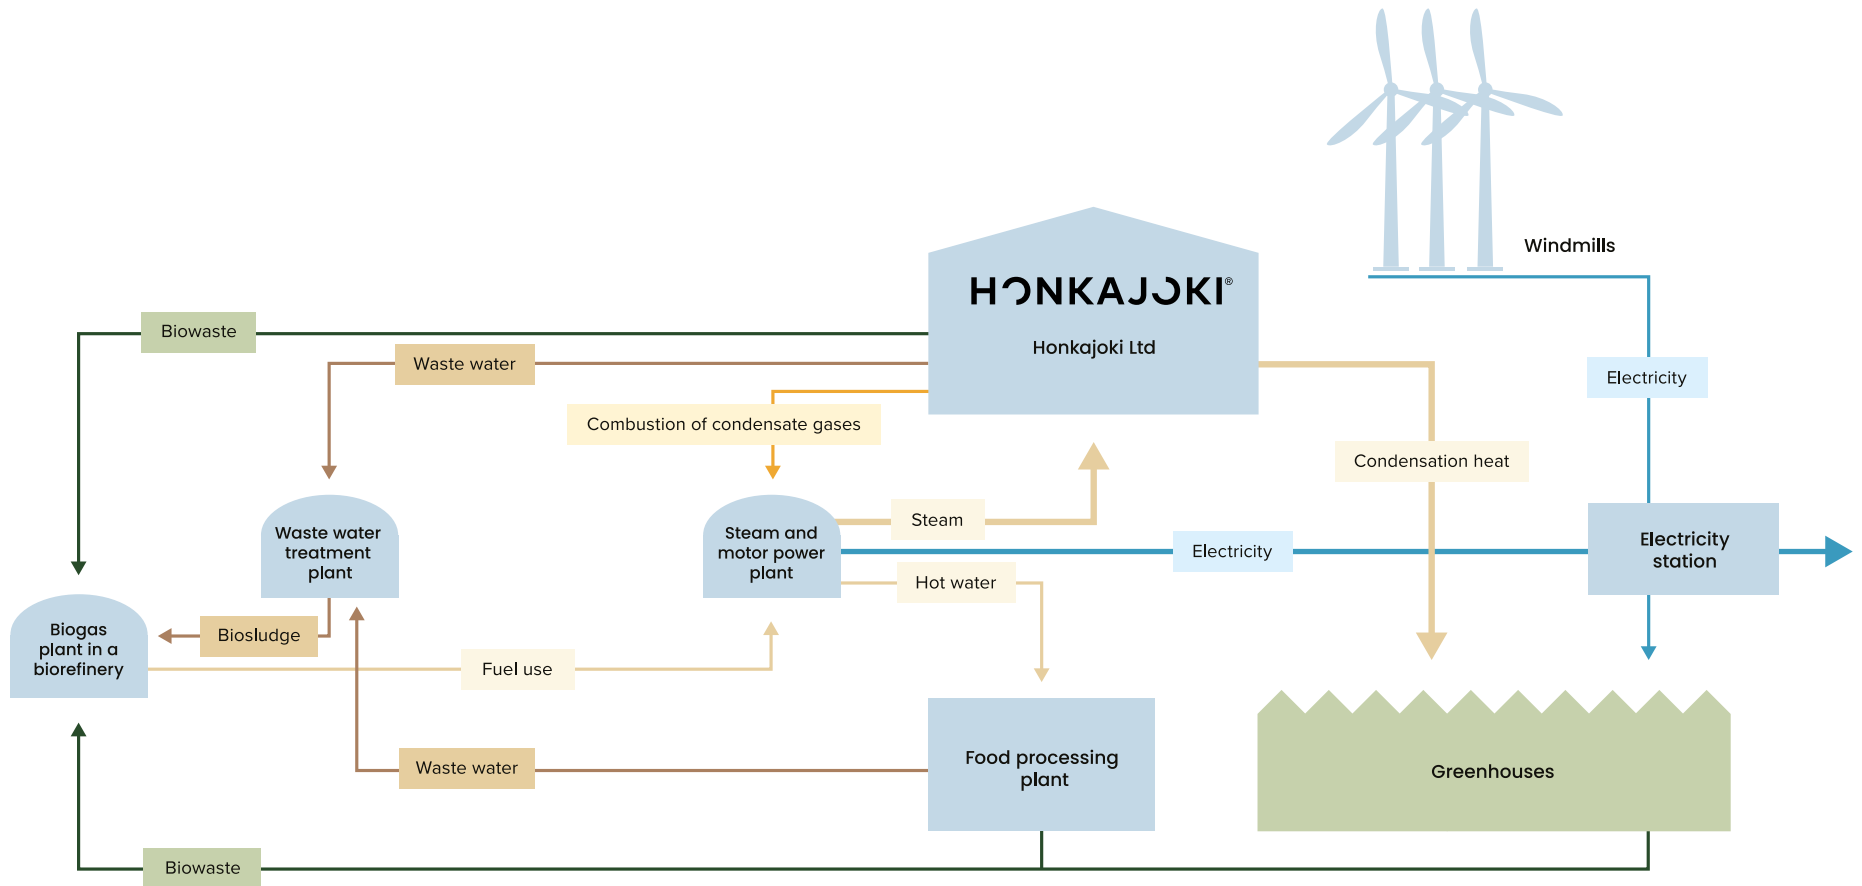 Windmills
HONKAJOKI®
Honkajoki Ltd
Biowaste
Waste water
Electricity
Combustion of condensate gases
Condensation heat
Steam
Waste water
treatment
plant
Steam and
motor power
plant
Electricity
Electricity
station
Hot water
Biogas
plant in a
biorefinery
Biosludge
Fuel use
Food processing
plant
Waste water
Greenhouses
Biowaste